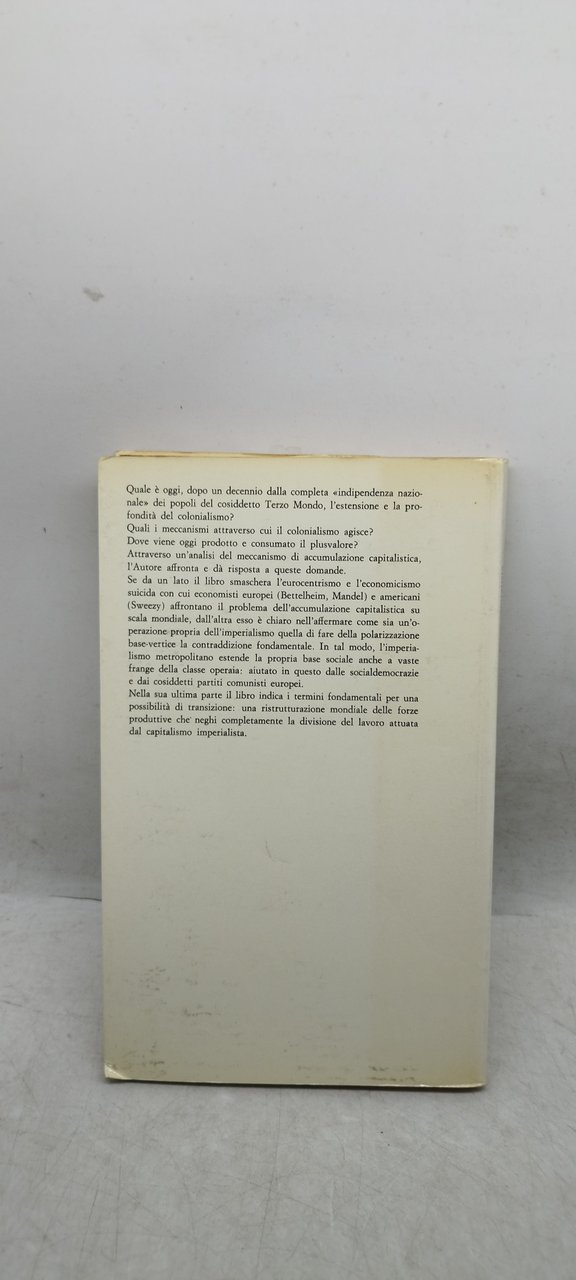 Quale è oggi, dopo un decennio dalla completa «indipendenza nazio-
nale» dei popoli del cosiddetto Terzo Mondo, l'estensione e la pro-
fondità del colonialismo?
Quali i meccanismi attraverso cui il colonialismo agisce?
Dove viene oggi prodotto e consumato il plusvalore?
Attraverso un'analisi del meccanismo di accumulazione capitalistica,
l'Autore affronta e dà risposta a queste domande.
Se da un lato il libro smaschera l'eurocentrismo e l'economicismo
suicida con cui economisti europei (Bettelheim, Mandel) e americani
(Sweezy) affrontano il problema dell'accumulazione capitalistica su
scala mondiale, dall'altra esso è chiaro nell'affermare come sia un'o-
perazione propria dell'imperialismo quella di fare della polarizzazione
base-vertice la contraddizione fondamentale. In tal modo, l'imperia-
lismo metropolitano estende la propria base sociale anche a vaste
frange della classe operaia: aiutato in questo dalle socialdemocrazie
e dai cosiddetti partiti comunisti europei.
Nella sua ultima parte il libro indica i termini fondamentali per una
possibilità di transizione: una ristrutturazione mondiale delle forze
produttive che neghi completamente la divisione del lavoro attuata
dal capitalismo imperialista.